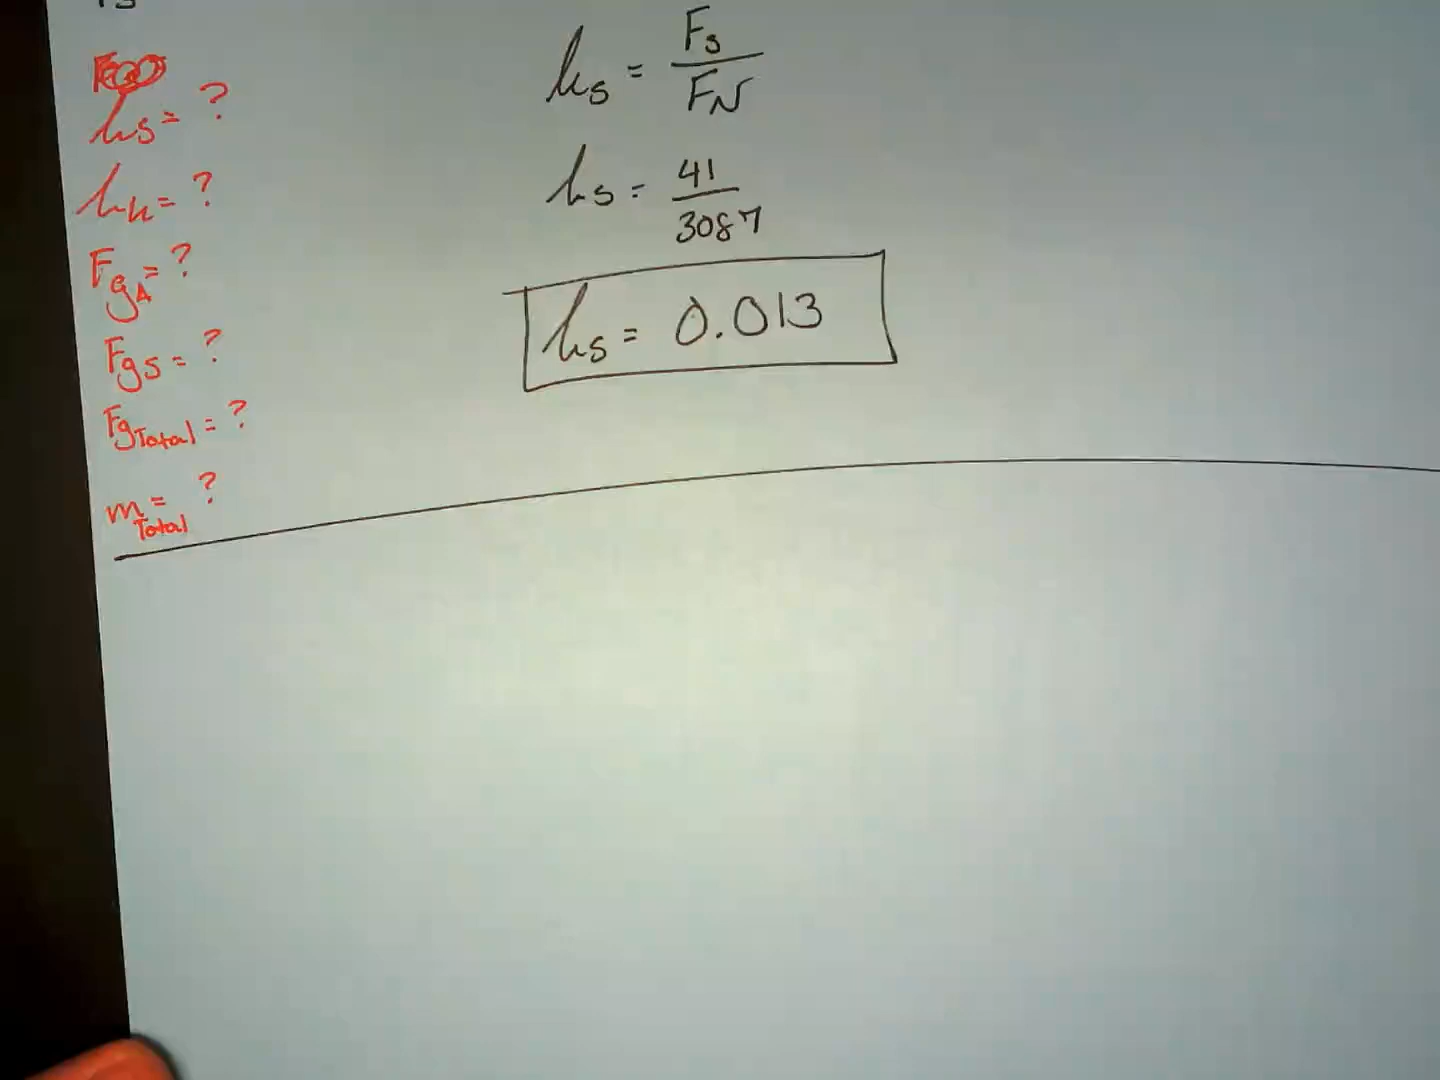 μs = ?
μk = ?
FgA = ?
Fgs = ?
FgTotal = ?
mTotal = ?
μs = Fs / FN
μs = 41 / 3087
μs = 0.013